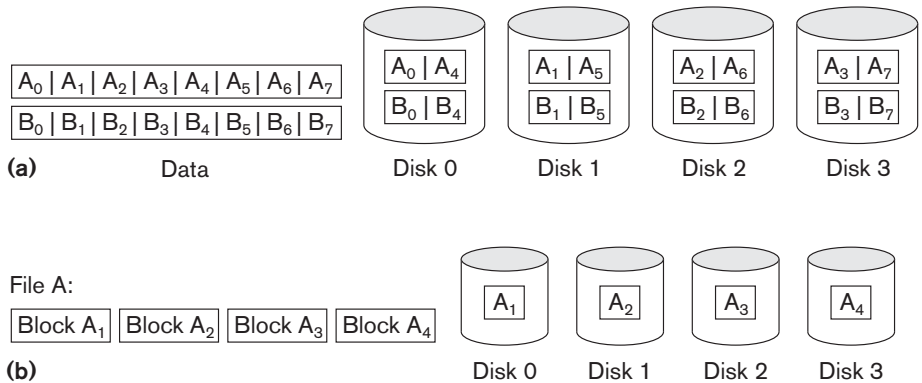 A₀ | A₁ | A₂ | A₃ | A₄ | A₅ | A₆ | A₇
B₀ | B₁ | B₂ | B₃ | B₄ | B₅ | B₆ | B₇
(a)
Data
A₀ | A₄
B₀ | B₄
Disk 0
A₁ | A₅
B₁ | B₅
Disk 1
A₂ | A₆
B₂ | B₆
Disk 2
A₃ | A₇
B₃ | B₇
Disk 3
File A:
Block A₁
Block A₂
Block A₃
Block A₄
(b)
A₁
Disk 0
A₂
Disk 1
A₃
Disk 2
A₄
Disk 3